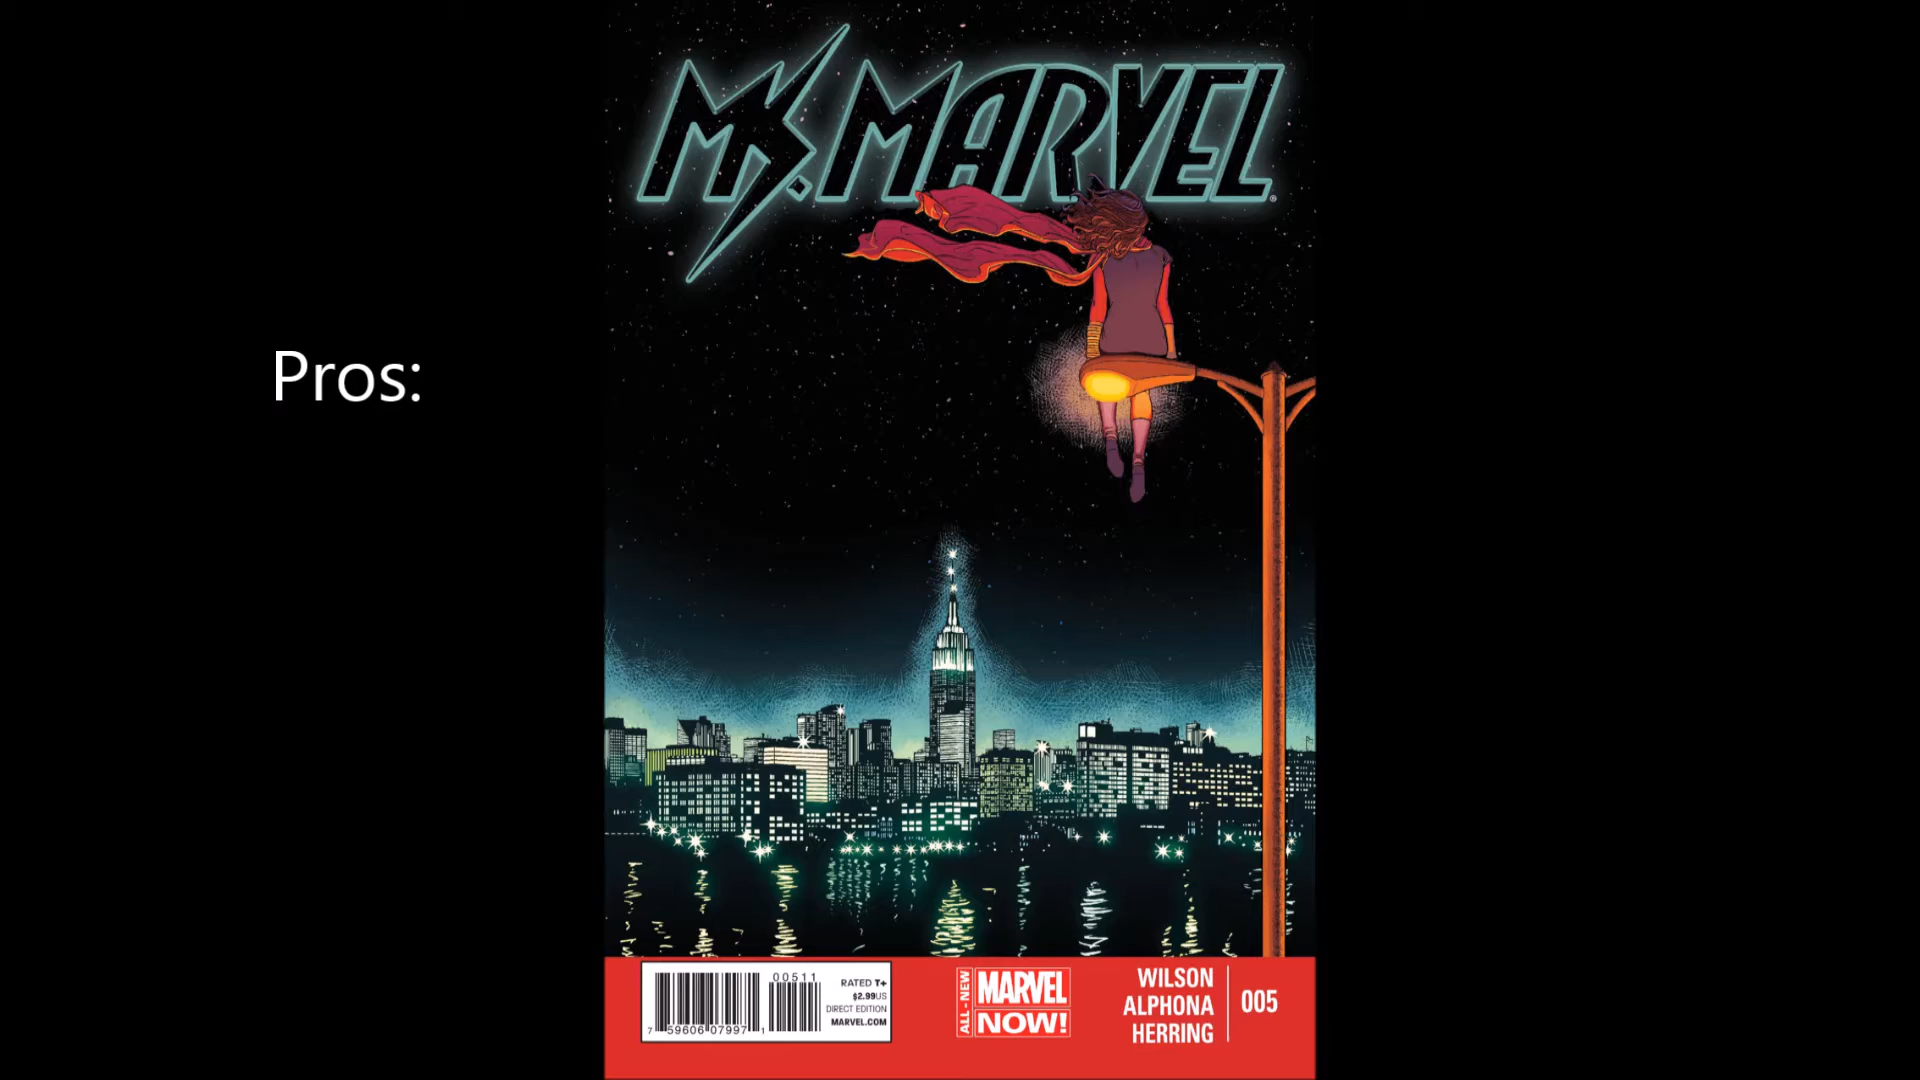 MS. MARVEL
Pros:
00511
RATED T+
$2.99US
DIRECT EDITION
MARVEL.COM
7 59606 07997 1
ALL-NEW
MARVEL
NOW!
WILSON
ALPHONA
HERRING
005